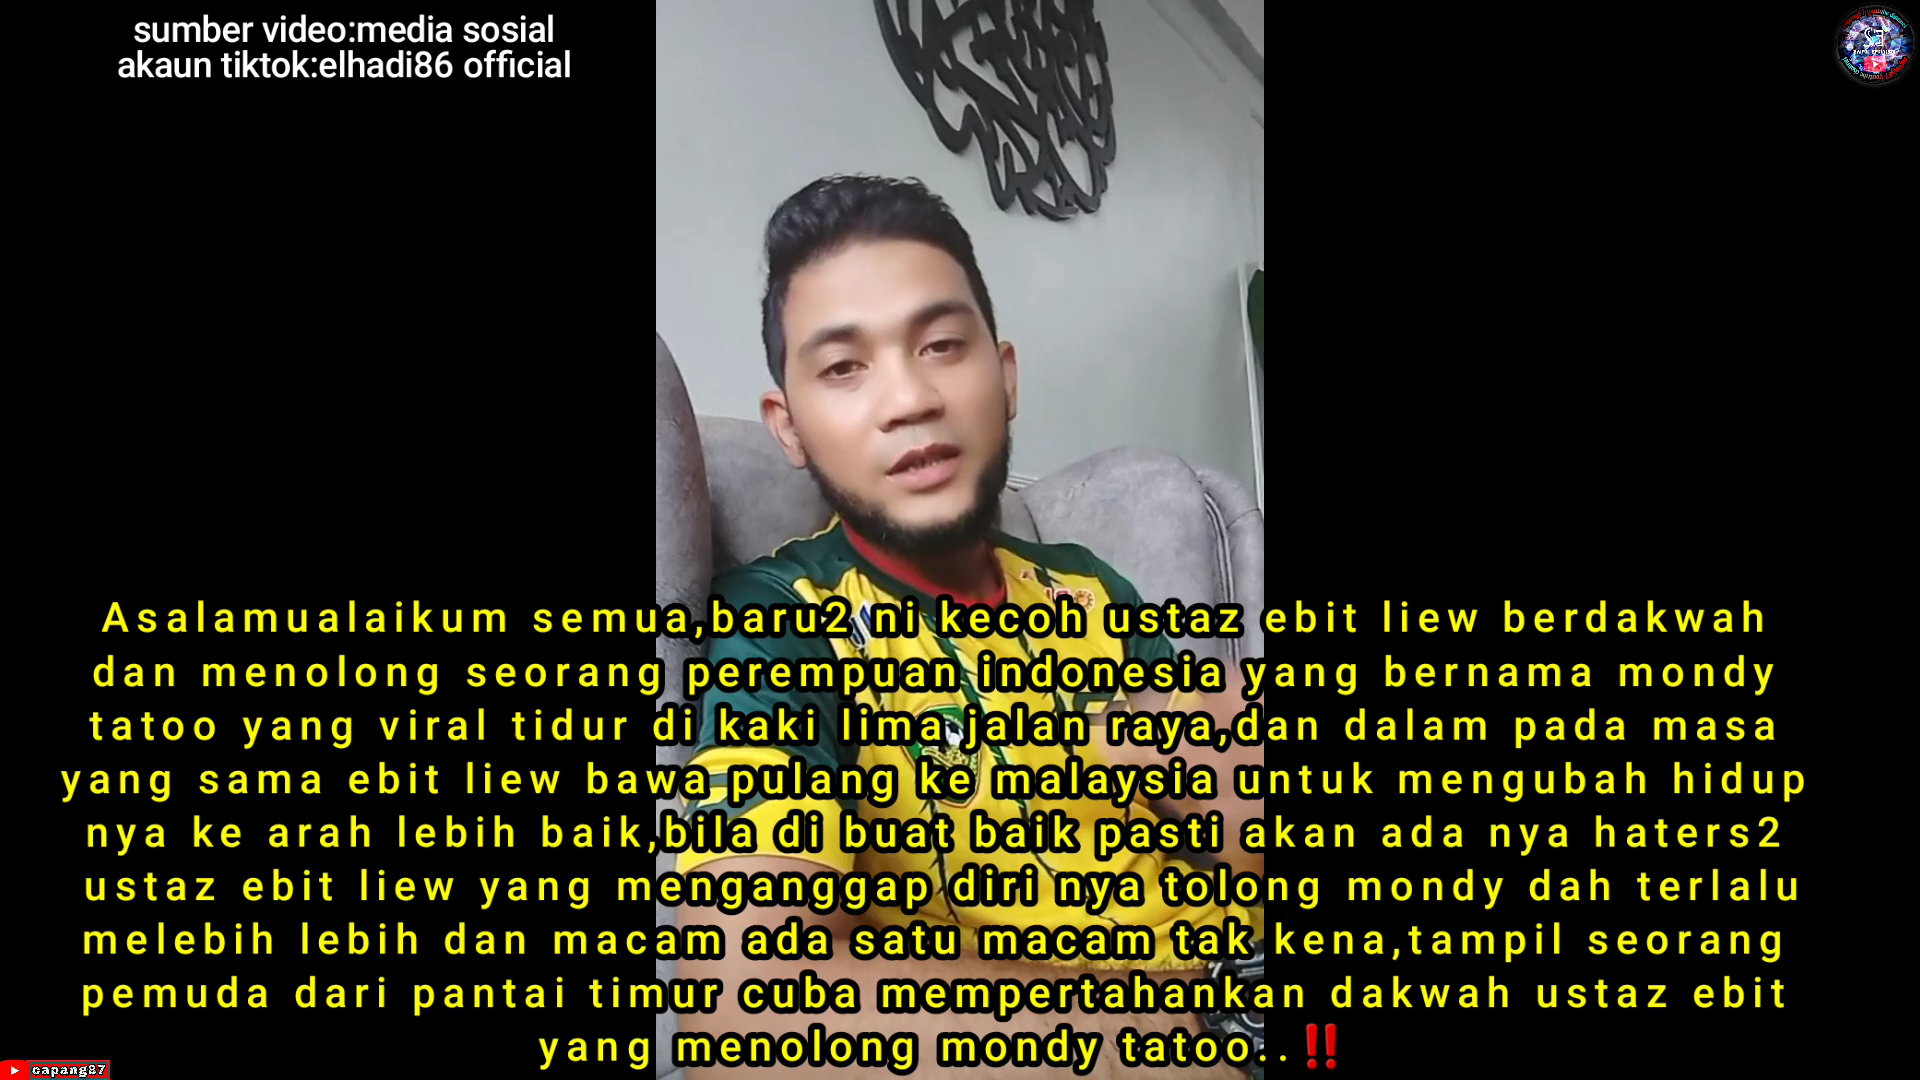 sumber video:media sosial
akaun tiktok:elhadi86 official
Asalamualaikum semua,baru2 ni kecoh ustaz ebit liew berdakwah
dan menolong seorang perempuan indonesia yang bernama mondy
tatoo yang viral tidur di kaki lima jalan raya,dan dalam pada masa
yang sama ebit liew bawa pulang ke malaysia untuk mengubah hidup
nya ke arah lebih baik,bila di buat baik pasti akan ada nya haters2
ustaz ebit liew yang menganggap diri nya tolong mondy dah terlalu
melebih lebih dan macam ada satu macam tak kena,tampil seorang
pemuda dari pantai timur cuba mempertahankan dakwah ustaz ebit
yang menolong mondy tatoo..‼️
capang87